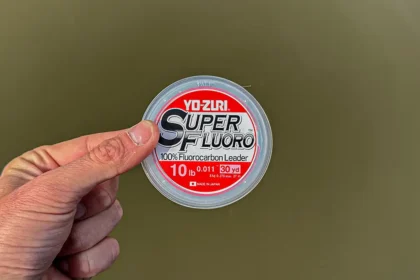 YO-ZURI
SUPER
FLUORO
100% Fluorocarbon Leader
10 lb 0.011 30 yd
MADE IN JAPAN